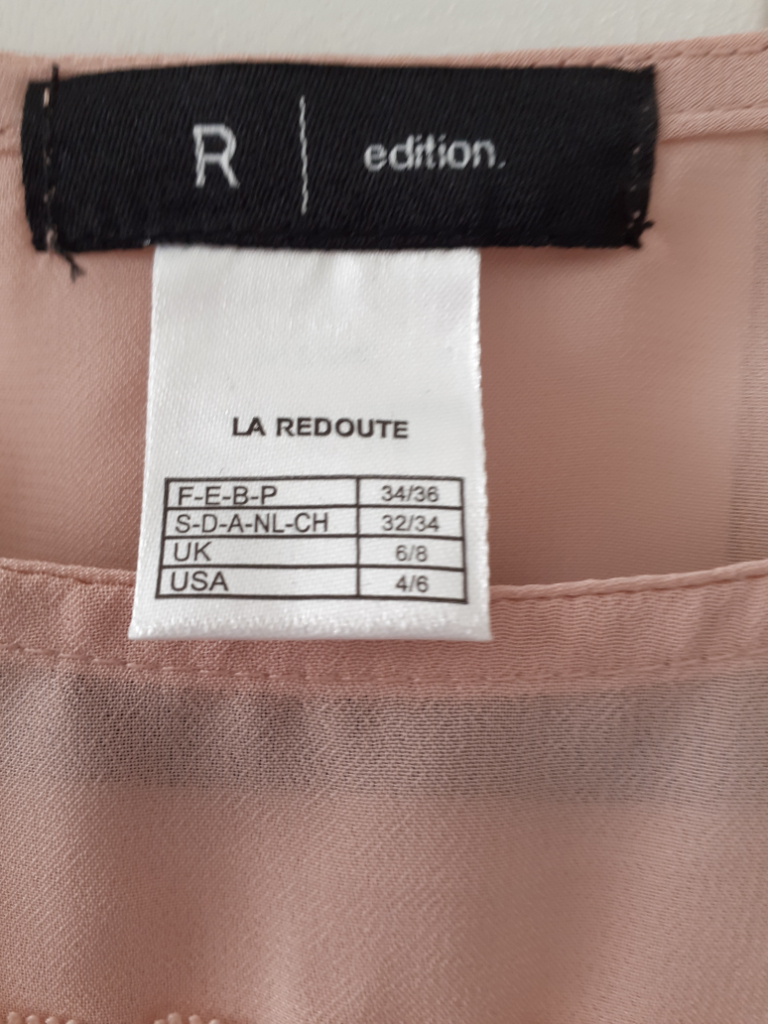 R | edition.
LA REDOUTE
F-E-B-P 34/36
S-D-A-NL-CH 32/34
UK 6/8
USA 4/6